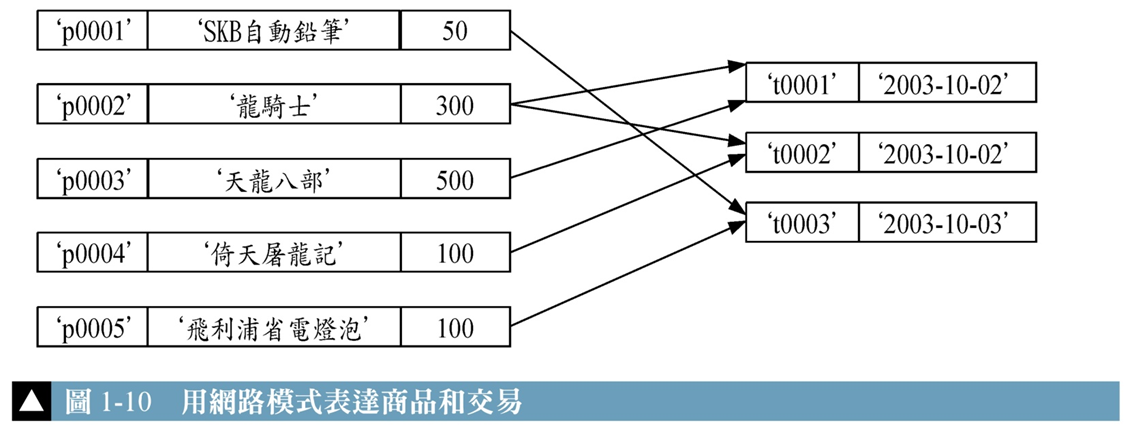 ‘p0001’ ‘SKB自動鉛筆’ 50
‘p0002’ ‘龍騎士’ 300
‘p0003’ ‘天龍八部’ 500
‘p0004’ ‘倚天屠龍記’ 100
‘p0005’ ‘飛利浦省電燈泡’ 100
‘t0001’ ‘2003-10-02’
‘t0002’ ‘2003-10-02’
‘t0003’ ‘2003-10-03’
▲ 圖 1-10 用網路模式表達商品和交易